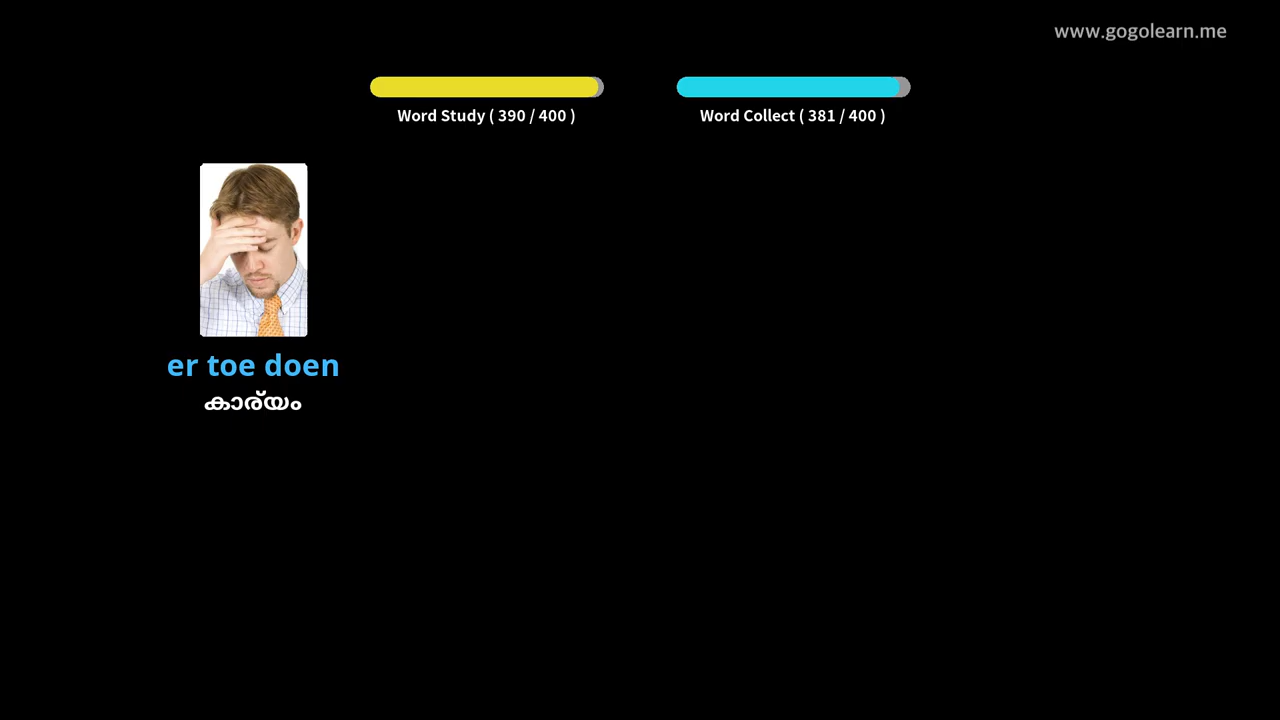 www.gogolearn.me
Word Study ( 390 / 400 )
Word Collect ( 381 / 400 )
er toe doen
കാര്യം